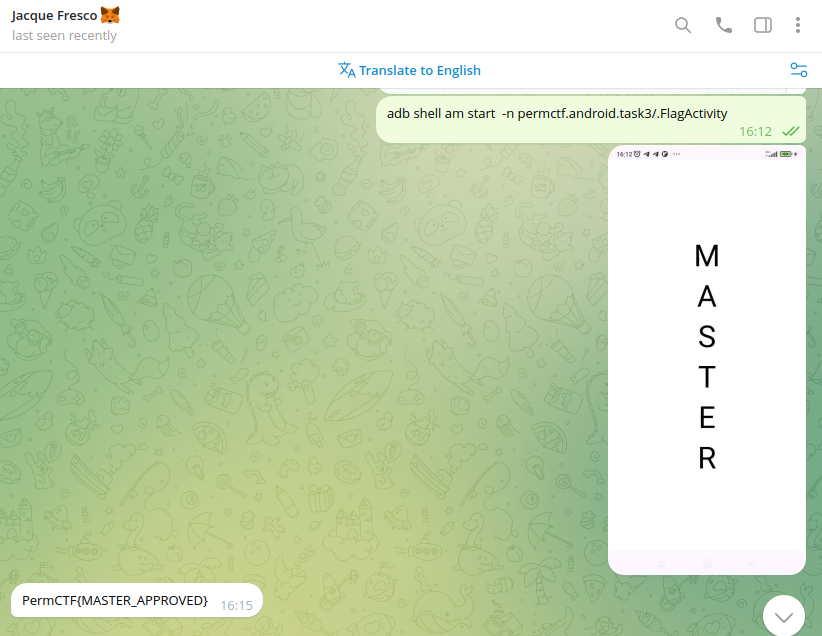 Jacque Fresco
last seen recently
Translate to English
adb shell am start -n permctf.android.task3/.FlagActivity
16:12
16:12
M
A
S
T
E
R
PermCTF{MASTER_APPROVED}
16:15